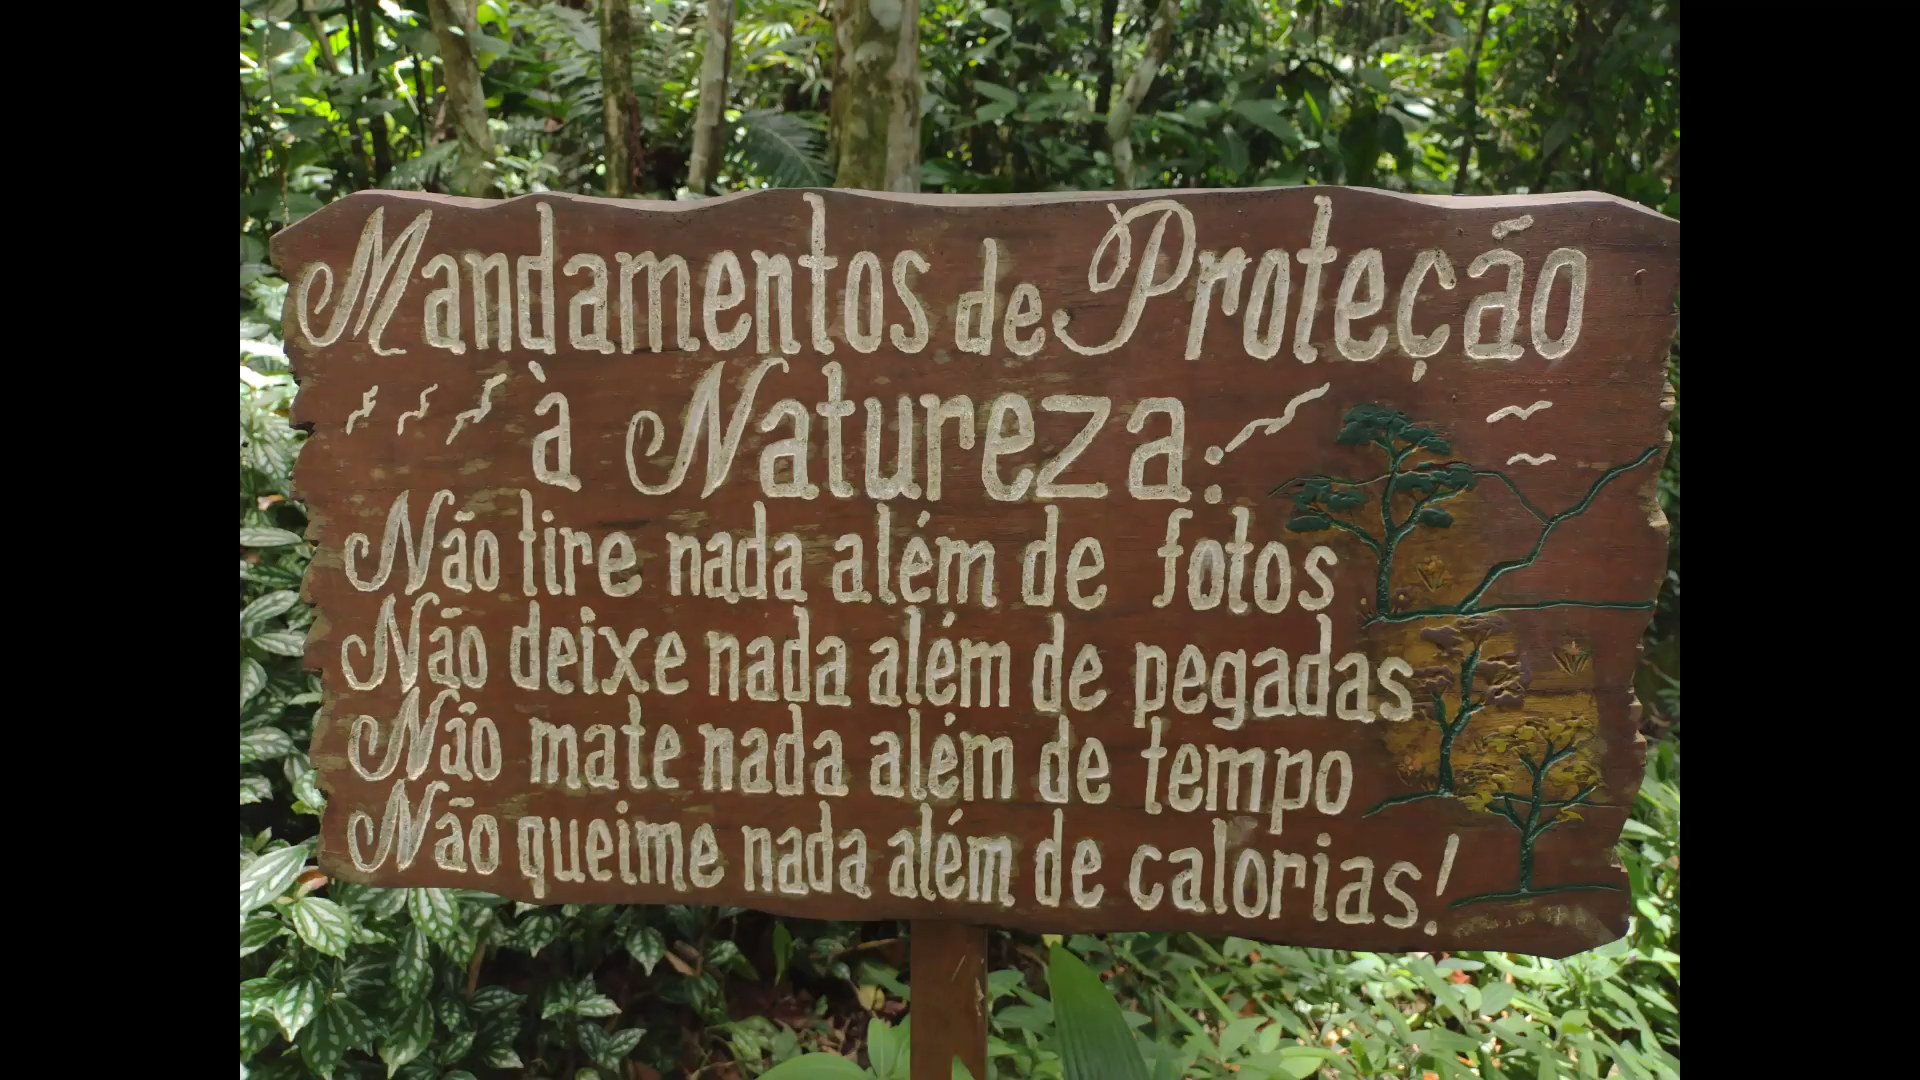 Mandamentos de Proteção
à Natureza:
Não tire nada além de fotos
Não deixe nada além de pegadas
Não mate nada além de tempo
Não queime nada além de calorias!